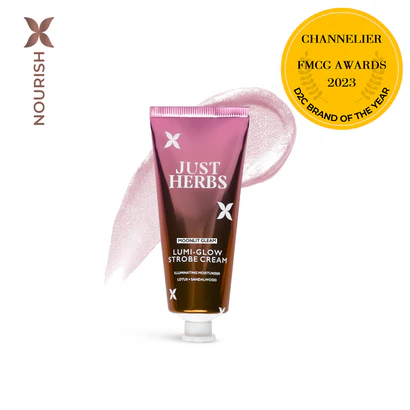 NOURISH
CHANNELIER
FMCG AWARDS
2023
D2C BRAND OF THE YEAR
JUST
HERBS
MOONLIT GLEAM
LUMI-GLOW
STROBE CREAM
ILLUMINATING MOISTURISER
LOTUS + SANDALWOOD